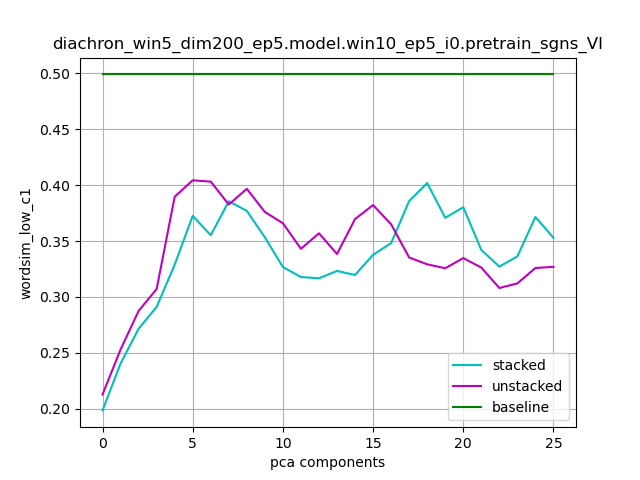 diachron_win5_dim200_ep5.model.win10_ep5_i0.pretrain_sgns_VI
0.50
0.45
0.40
0.35
0.30
0.25
0.20
wordsim_low_c1
0
5
10
15
20
25
pca components
stacked
unstacked
baseline